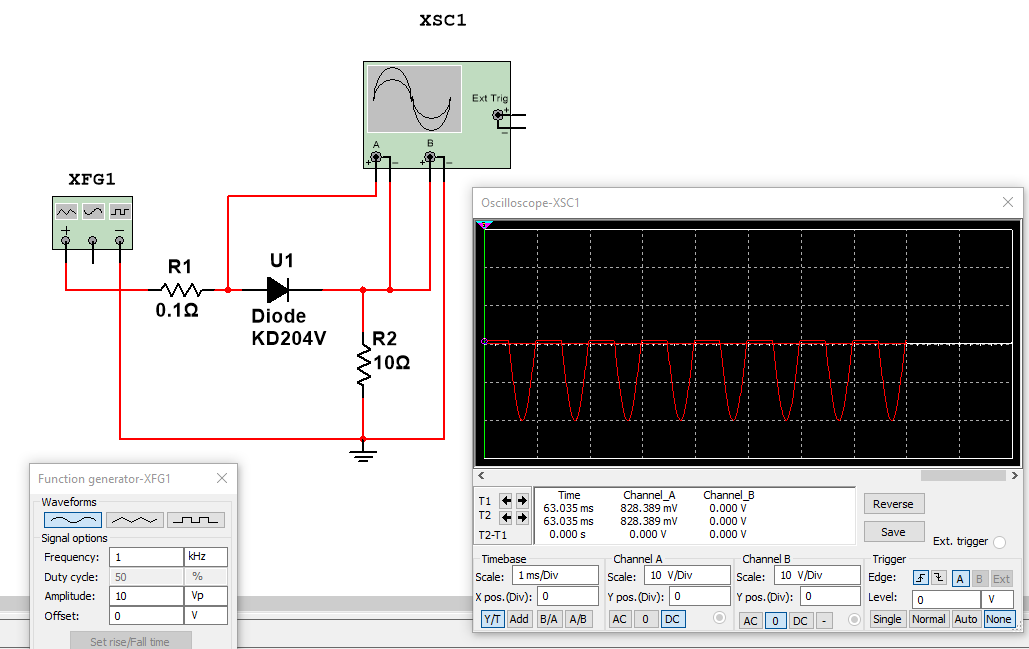 XSC1
Ext Trig
+
A
B
+
−
+
−
−
XFG1
+
−
R1
0.1Ω
U1
Diode
KD204V
R2
10Ω
Oscilloscope-XSC1
T1
T2
T2-T1
Time
Channel_A
Channel_B
63.035 ms
828.389 mV
0.000 V
63.035 ms
828.389 mV
0.000 V
0.000 s
0.000 V
0.000 V
Reverse
Save
Ext. trigger
Timebase
Scale:
1 ms/Div
X pos.(Div):
0
Y/T
Add
B/A
A/B
Channel A
Scale:
10 V/Div
Y pos.(Div):
0
AC
0
DC
Channel B
Scale:
10 V/Div
Y pos.(Div):
0
AC
0
DC
-
Trigger
Edge:
A
B
Ext
Level:
0
V
Single
Normal
Auto
None
Function generator-XFG1
Waveforms
Signal options
Frequency:
1
kHz
Duty cycle:
50
%
Amplitude:
10
Vp
Offset:
0
V
Set rise/Fall time